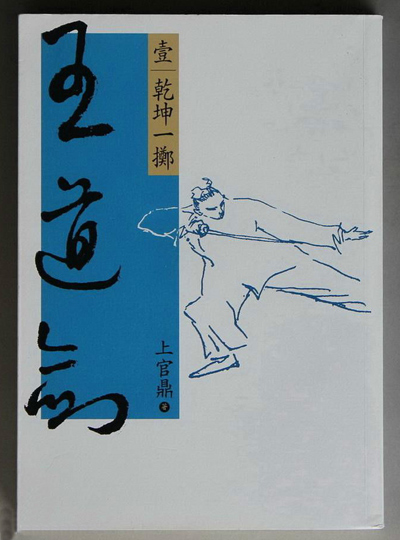 王道劍
壹 乾坤一擲
上官鼎 著